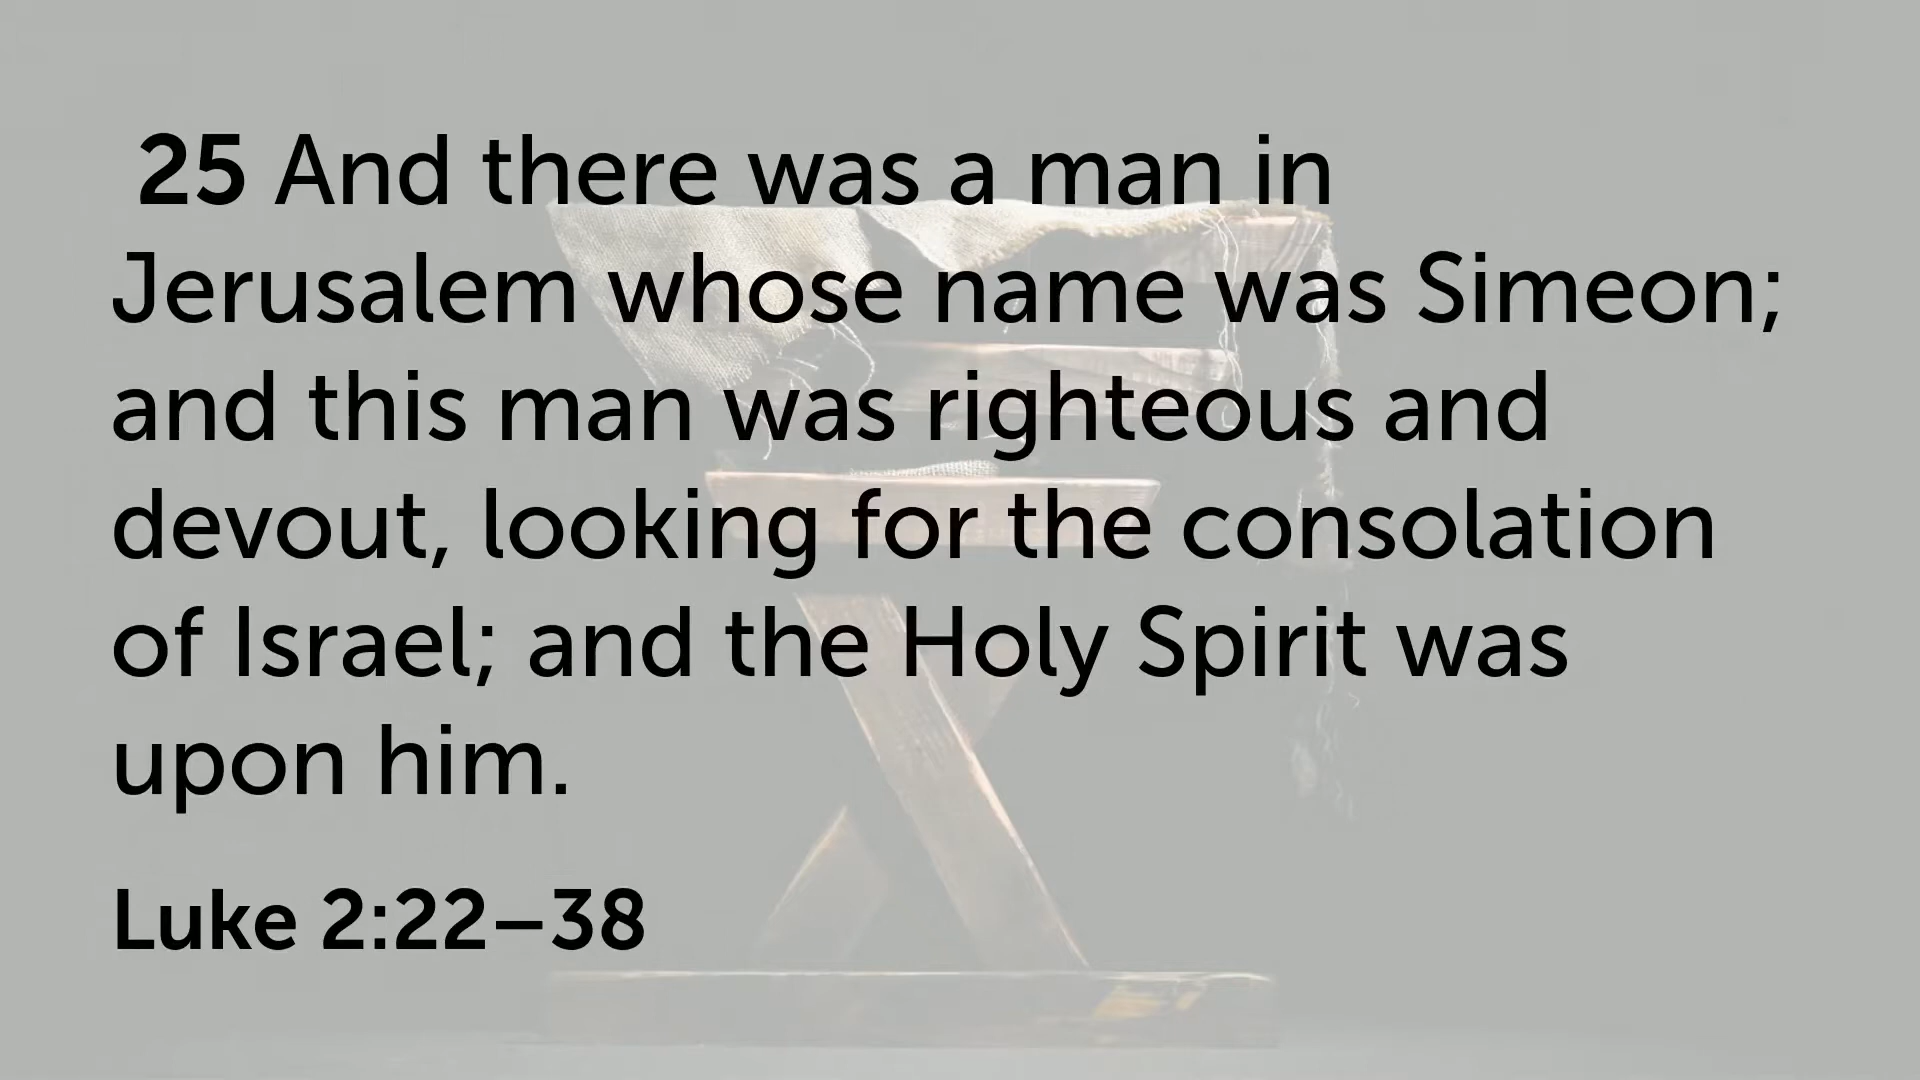 25 And there was a man in
Jerusalem whose name was Simeon;
and this man was righteous and
devout, looking for the consolation
of Israel; and the Holy Spirit was
upon him.
Luke 2:22–38